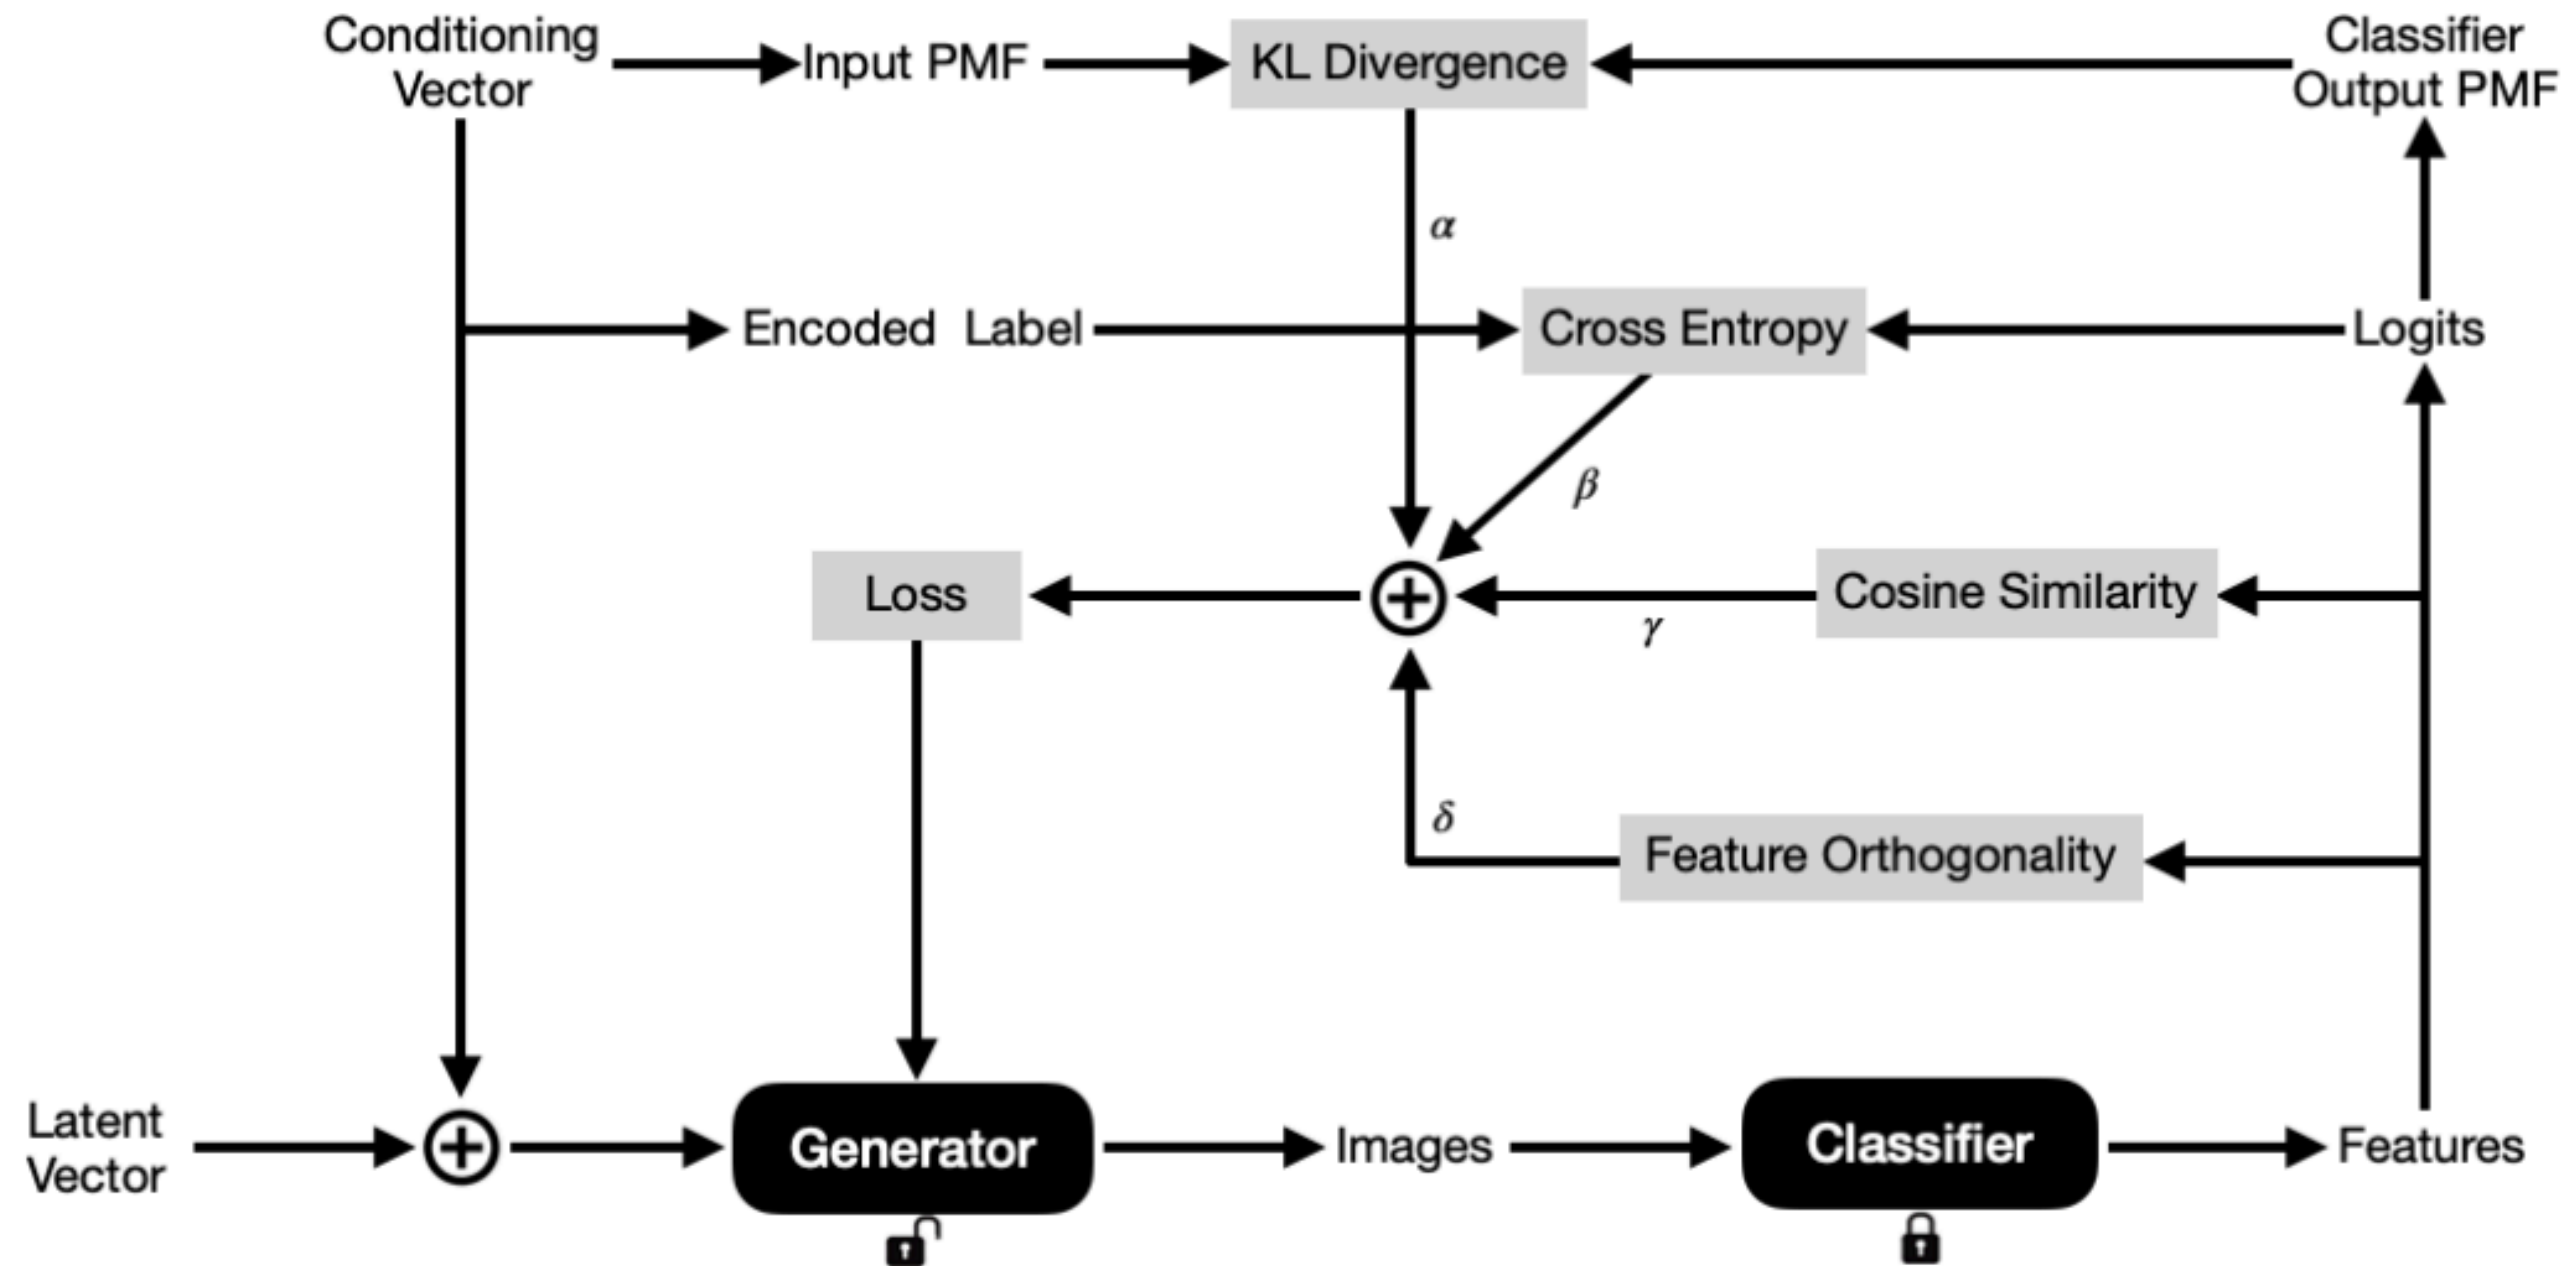 Conditioning
Vector
Input PMF
KL Divergence
Classifier
Output PMF
α
Encoded Label
Cross Entropy
Logits
β
Loss
Cosine Similarity
γ
δ
Feature Orthogonality
Latent
Vector
Generator
Images
Classifier
Features